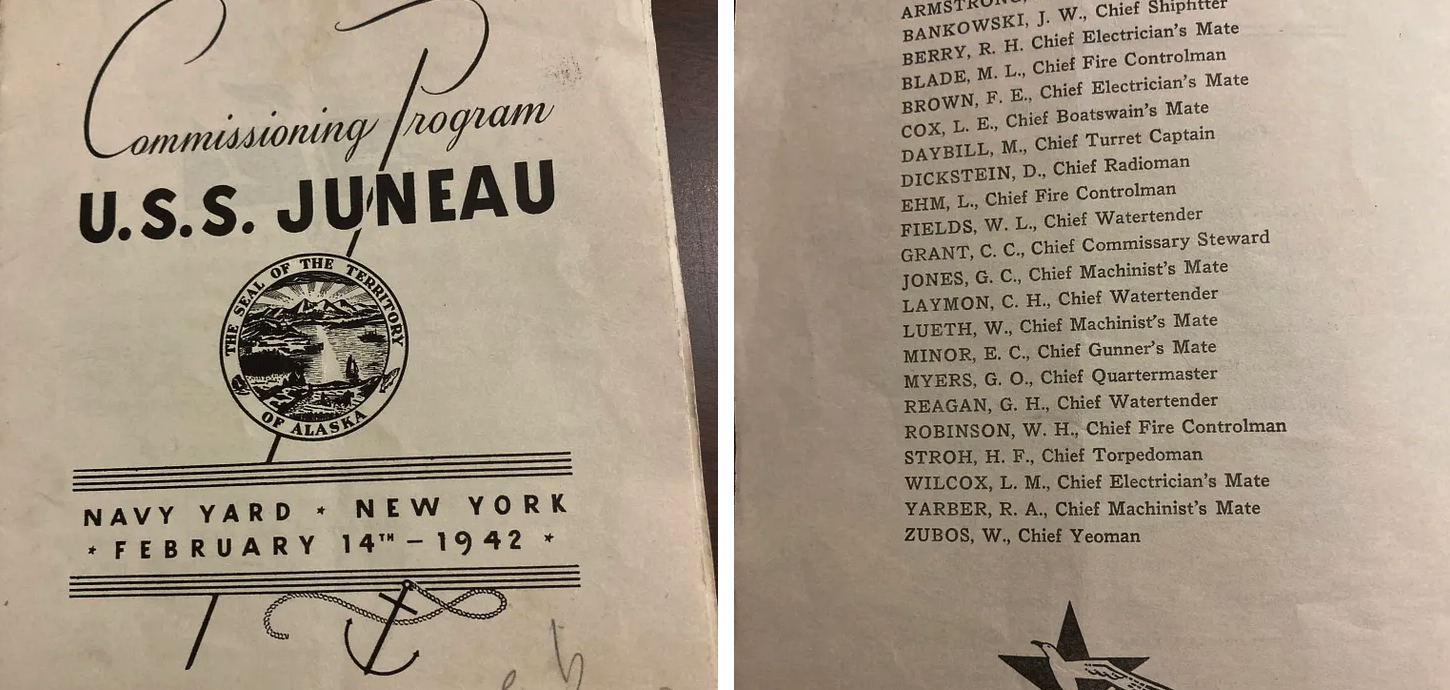 Commissioning Program
U.S.S. JUNEAU
THE SEAL OF THE TERRITORY
OF ALASKA
NAVY YARD * NEW YORK
* FEBRUARY 14TH – 1942 *
ARMSTRONG,
BANKOWSKI, J. W., Chief Shipfitter
BERRY, R. H. Chief Electrician's Mate
BLADE, M. L., Chief Fire Controlman
BROWN, F. E., Chief Electrician's Mate
COX, L. E., Chief Boatswain's Mate
DAYBILL, M., Chief Turret Captain
DICKSTEIN, D., Chief Radioman
EHM, L., Chief Fire Controlman
FIELDS, W. L., Chief Watertender
GRANT, C. C., Chief Commissary Steward
JONES, G. C., Chief Machinist's Mate
LAYMON, C. H., Chief Watertender
LUETH, W., Chief Machinist's Mate
MINOR, E. C., Chief Gunner's Mate
MYERS, G. O., Chief Quartermaster
REAGAN, G. H., Chief Watertender
ROBINSON, W. H., Chief Fire Controlman
STROH, H. F., Chief Torpedoman
WILCOX, L. M., Chief Electrician's Mate
YARBER, R. A., Chief Machinist's Mate
ZUBOS, W., Chief Yeoman